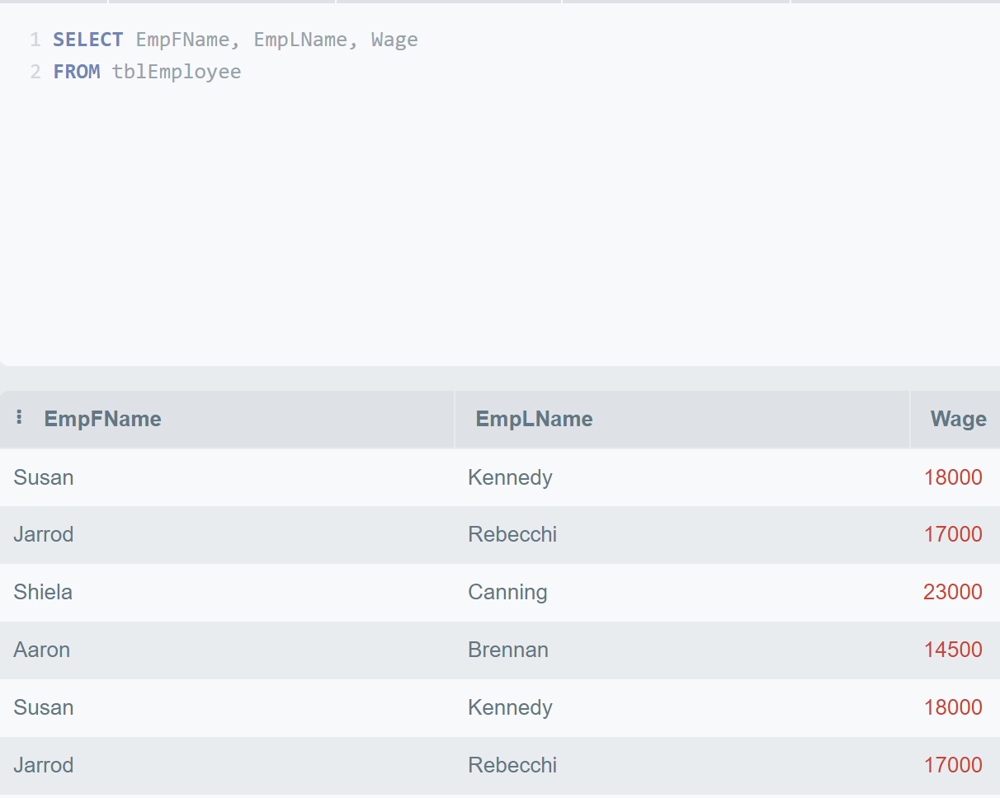 1 SELECT EmpFName, EmpLName, Wage
2 FROM tblEmployee
EmpFName EmpLName Wage
Susan Kennedy 18000
Jarrod Rebecchi 17000
Shiela Canning 23000
Aaron Brennan 14500
Susan Kennedy 18000
Jarrod Rebecchi 17000